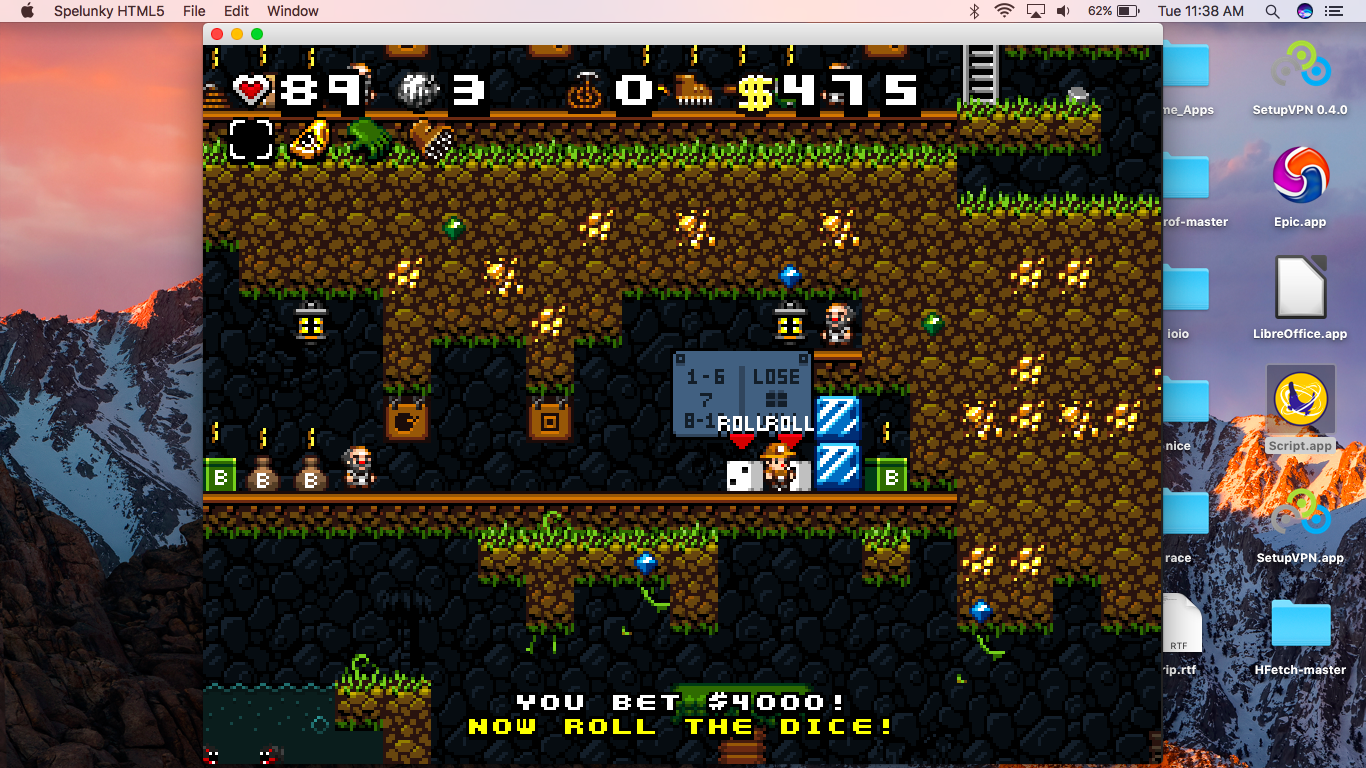 Spelunky HTML5 File Edit Window 62% Tue 11:38 AM
89 3 0 $475
me_Apps
SetupVPN 0.4.0
rof-master
Epic.app
ioio
LibreOffice.app
1-6 LOSE
7
8-1
ROLL ROLL
nice
Script.app
B B B B
race
SetupVPN.app
RTF
rip.rtf
HFetch-master
YOU BET #4000!
NOW ROLL THE DICE!